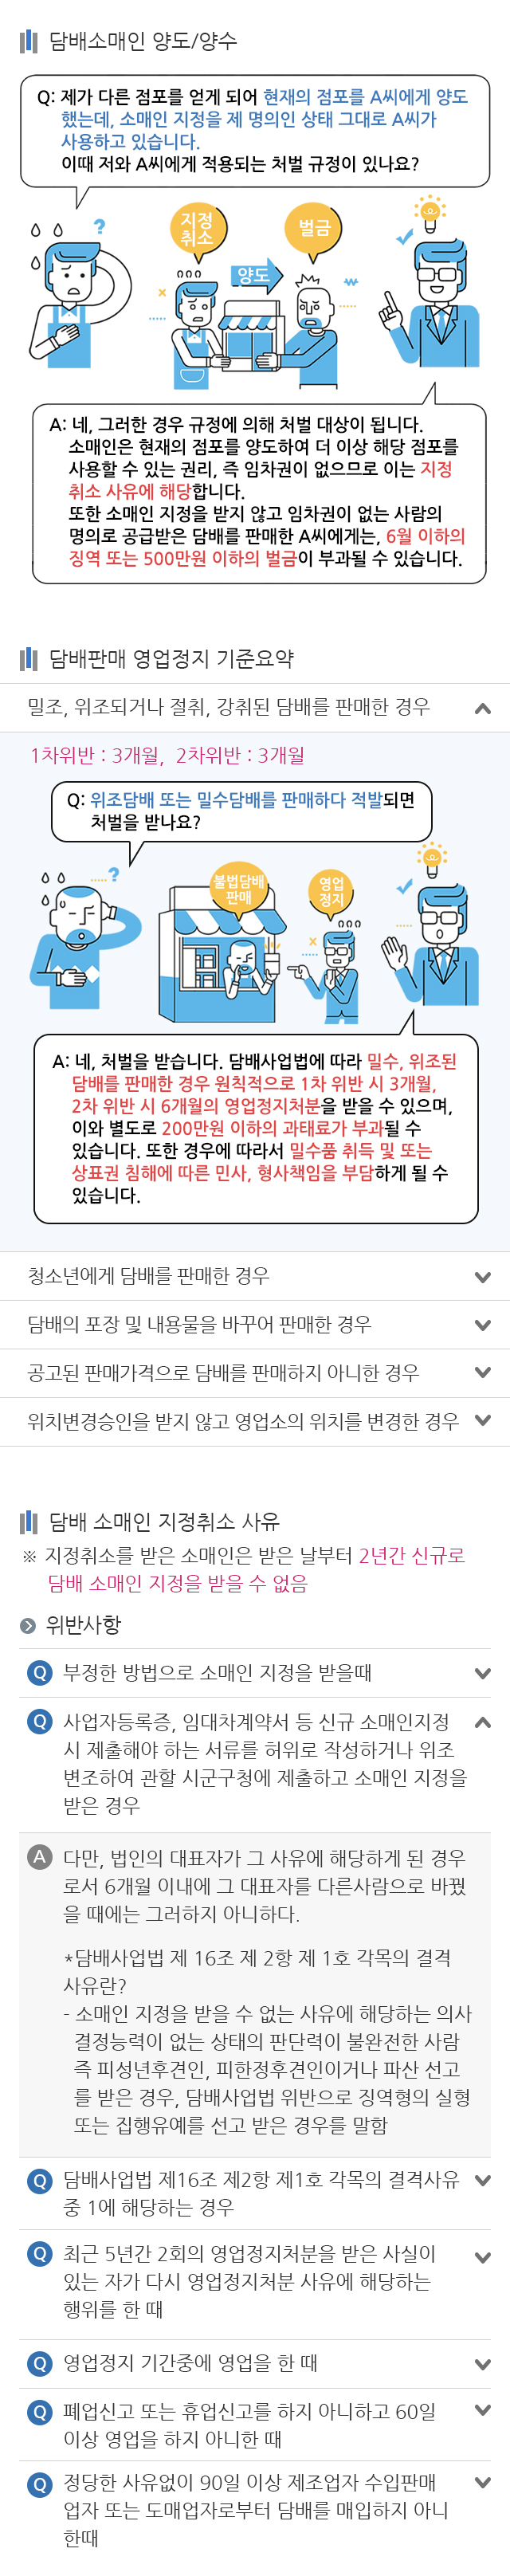 담배소매인 양도/양수
Q: 제가 다른 점포를 얻게 되어 현재의 점포를 A씨에게 양도
했는데, 소매인 지정을 제 명의인 상태 그대로 A씨가
사용하고 있습니다.
이때 저와 A씨에게 적용되는 처벌 규정이 있나요?
?
지정
취소
벌금
양도
A: 네, 그러한 경우 규정에 의해 처벌 대상이 됩니다.
소매인은 현재의 점포를 양도하여 더 이상 해당 점포를
사용할 수 있는 권리, 즉 임차권이 없으므로 이는 지정
취소 사유에 해당합니다.
또한 소매인 지정을 받지 않고 임차권이 없는 사람의
명의로 공급받은 담배를 판매한 A씨에게는, 6월 이하의
징역 또는 500만원 이하의 벌금이 부과될 수 있습니다.
담배판매 영업정지 기준요약
밀조, 위조되거나 절취, 강취된 담배를 판매한 경우
1차위반 : 3개월, 2차위반 : 3개월
Q: 위조담배 또는 밀수담배를 판매하다 적발되면
처벌을 받나요?
?
불법담배
판매
영업
정지
A: 네, 처벌을 받습니다. 담배사업법에 따라 밀수, 위조된
담배를 판매한 경우 원칙적으로 1차 위반 시 3개월,
2차 위반 시 6개월의 영업정지처분을 받을 수 있으며,
이와 별도로 200만원 이하의 과태료가 부과될 수
있습니다. 또한 경우에 따라서 밀수품 취득 및 또는
상표권 침해에 따른 민사, 형사책임을 부담하게 될 수
있습니다.
청소년에게 담배를 판매한 경우
담배의 포장 및 내용물을 바꾸어 판매한 경우
공고된 판매가격으로 담배를 판매하지 아니한 경우
위치변경승인을 받지 않고 영업소의 위치를 변경한 경우
담배 소매인 지정취소 사유
※ 지정취소를 받은 소매인은 받은 날부터 2년간 신규로
담배 소매인 지정을 받을 수 없음
위반사항
Q 부정한 방법으로 소매인 지정을 받을때
Q 사업자등록증, 임대차계약서 등 신규 소매인지정
시 제출해야 하는 서류를 허위로 작성하거나 위조
변조하여 관할 시군구청에 제출하고 소매인 지정을
받은 경우
A 다만, 법인의 대표자가 그 사유에 해당하게 된 경우
로서 6개월 이내에 그 대표자를 다른사람으로 바꿨
을 때에는 그러하지 아니하다.
*담배사업법 제 16조 제 2항 제 1호 각목의 결격
사유란?
- 소매인 지정을 받을 수 없는 사유에 해당하는 의사
결정능력이 없는 상태의 판단력이 불완전한 사람
즉 피성년후견인, 피한정후견인이거나 파산 선고
를 받은 경우, 담배사업법 위반으로 징역형의 실형
또는 집행유예를 선고 받은 경우를 말함
Q 담배사업법 제16조 제2항 제1호 각목의 결격사유
중 1에 해당하는 경우
Q 최근 5년간 2회의 영업정지처분을 받은 사실이
있는 자가 다시 영업정지처분 사유에 해당하는
행위를 한 때
Q 영업정지 기간중에 영업을 한 때
Q 폐업신고 또는 휴업신고를 하지 아니하고 60일
이상 영업을 하지 아니한 때
Q 정당한 사유없이 90일 이상 제조업자 수입판매
업자 또는 도매업자로부터 담배를 매입하지 아니
한때